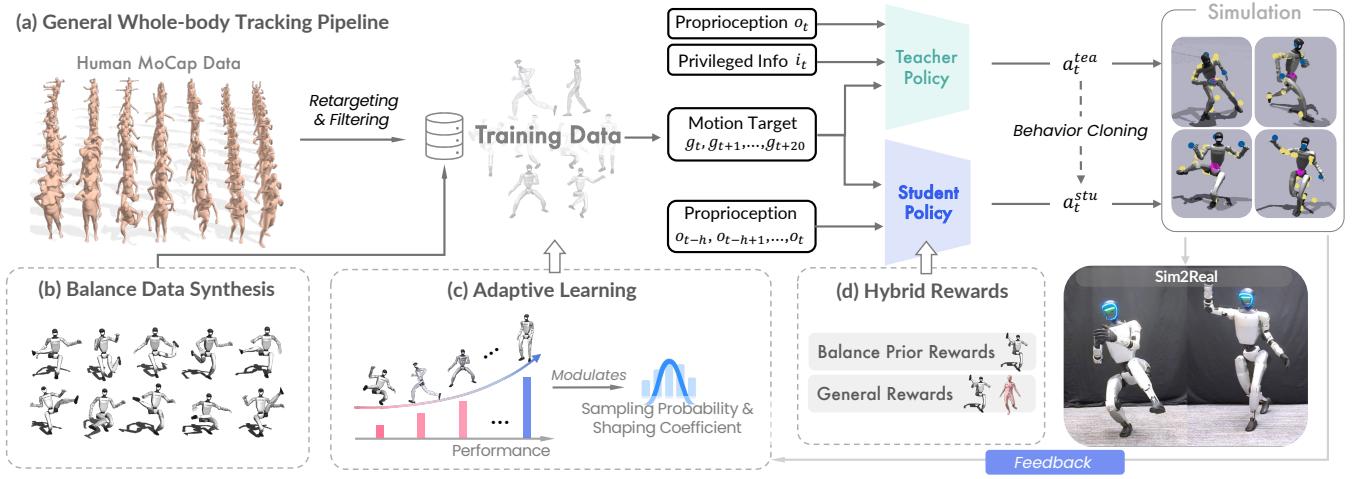 (a) General Whole-body Tracking Pipeline
Human MoCap Data
Retargeting
& Filtering
Training Data
Proprioception o_t
Privileged Info i_t
Motion Target
g_t, g_{t+1},...,g_{t+20}
Proprioception
o_{t−h}, o_{t−h+1},...,o_t
Teacher
Policy
Student
Policy
a_t^{tea}
Behavior Cloning
a_t^{stu}
Simulation
Sim2Real
(b) Balance Data Synthesis
(c) Adaptive Learning
Performance
Modulates
Sampling Probability &
Shaping Coefficient
(d) Hybrid Rewards
Balance Prior Rewards
General Rewards
Feedback